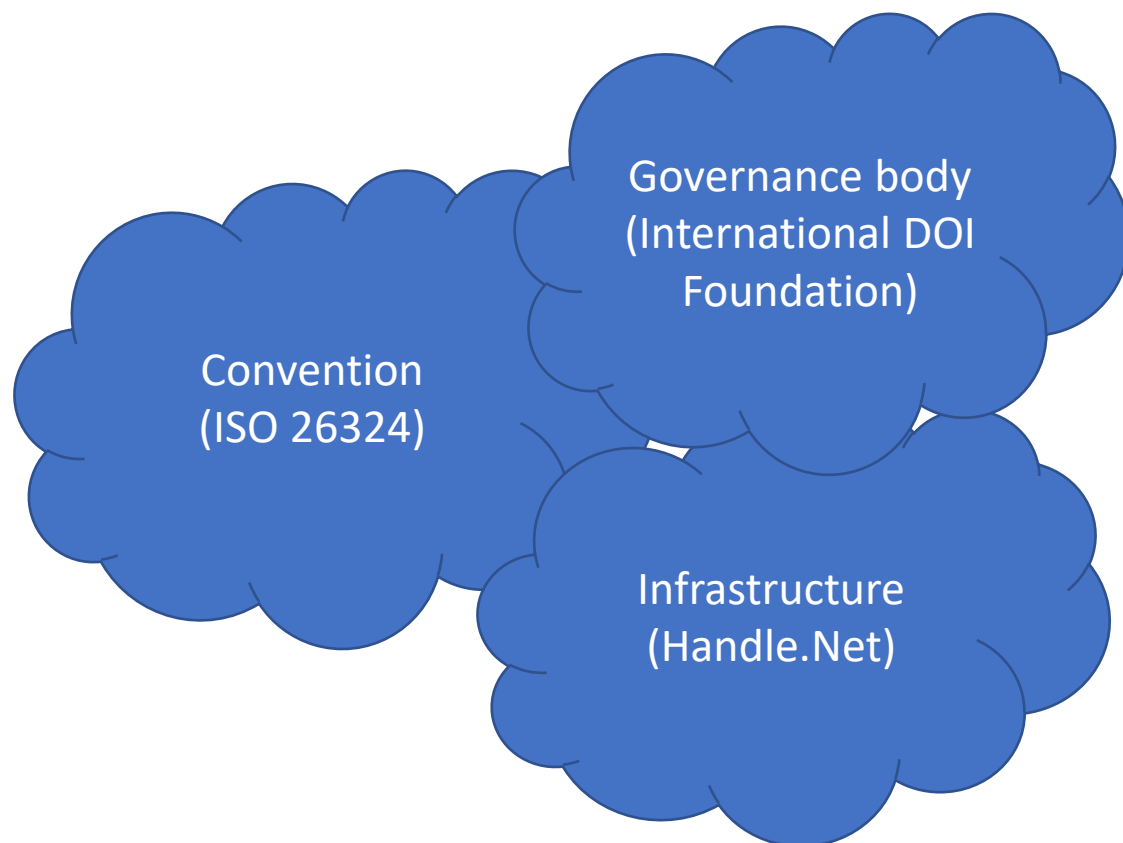 Governance body
(International DOI
Foundation)
Convention
(ISO 26324)
Infrastructure
(Handle.Net)